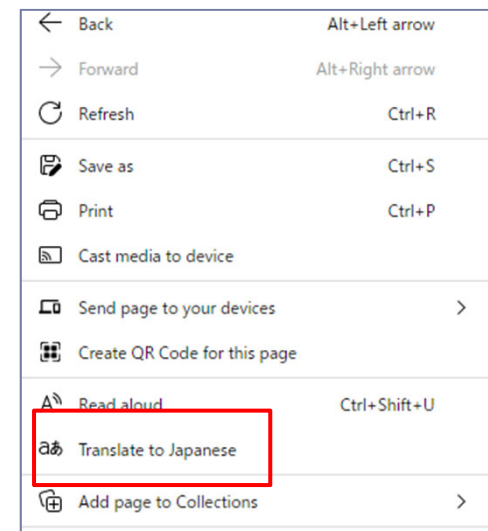 Back Alt+Left arrow
Forward Alt+Right arrow
Refresh Ctrl+R
Save as Ctrl+S
Print Ctrl+P
Cast media to device
Send page to your devices
Create QR Code for this page
Read aloud Ctrl+Shift+U
aあ Translate to Japanese
Add page to Collections